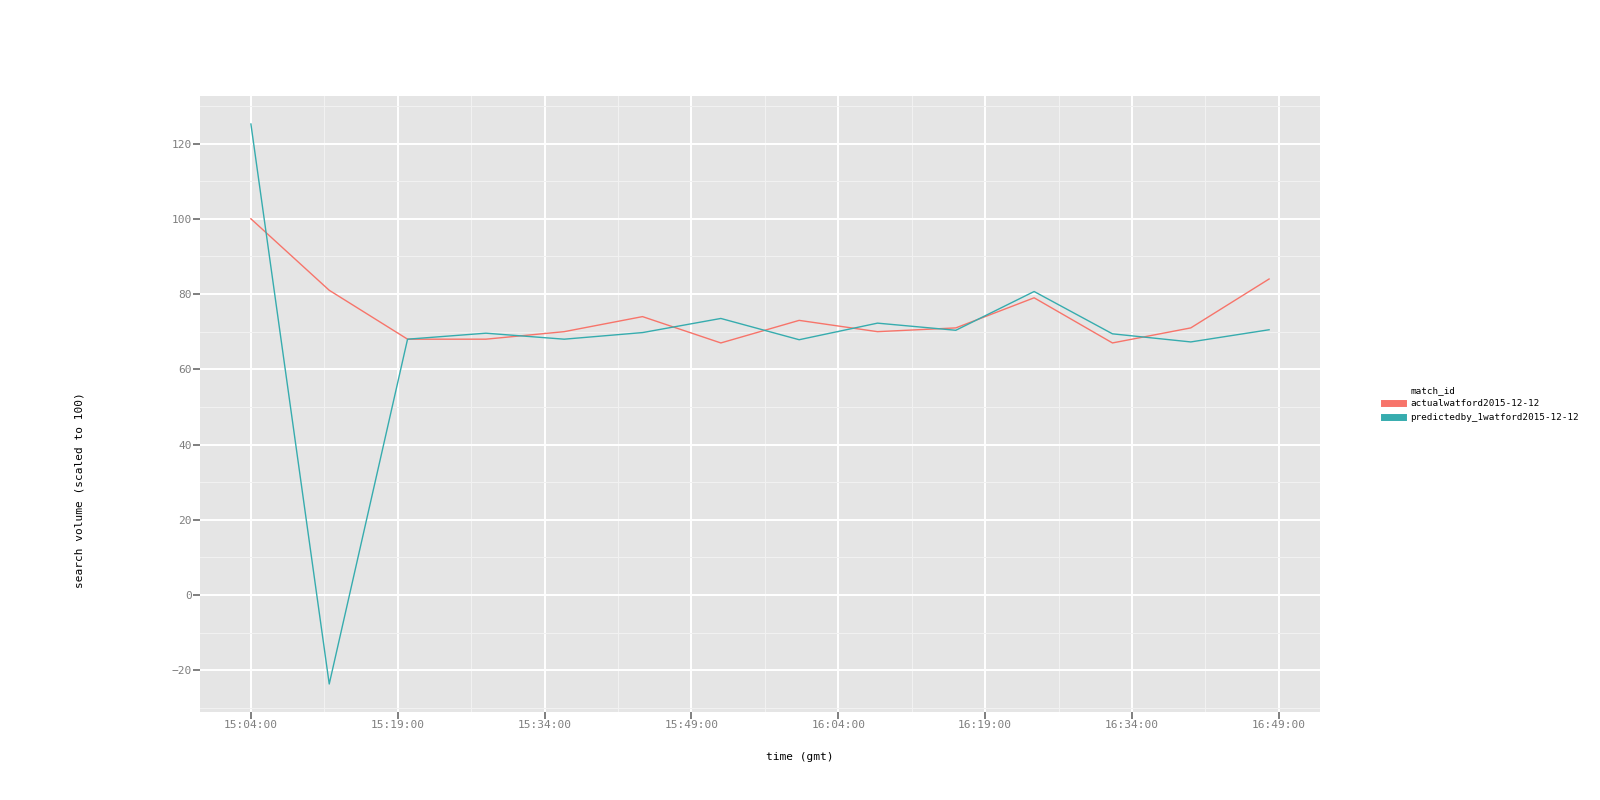 120
100
80
60
40
20
0
−20
search volume (scaled to 100)
15:04:00 15:19:00 15:34:00 15:49:00 16:04:00 16:19:00 16:34:00 16:49:00
time (gmt)
match_id
actualwatford2015-12-12
predictedby_1watford2015-12-12